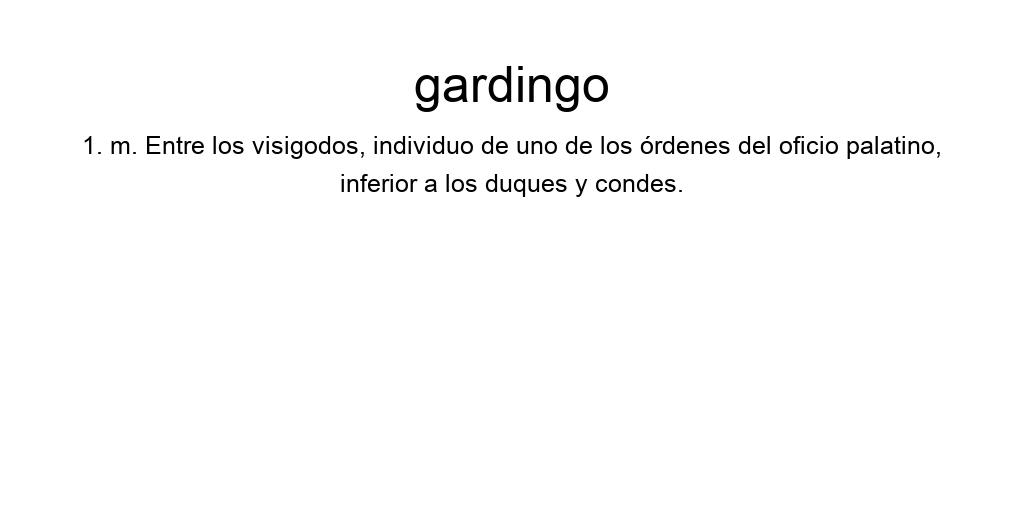 gardingo
1. m. Entre los visigodos, individuo de uno de los órdenes del oficio palatino,
inferior a los duques y condes.